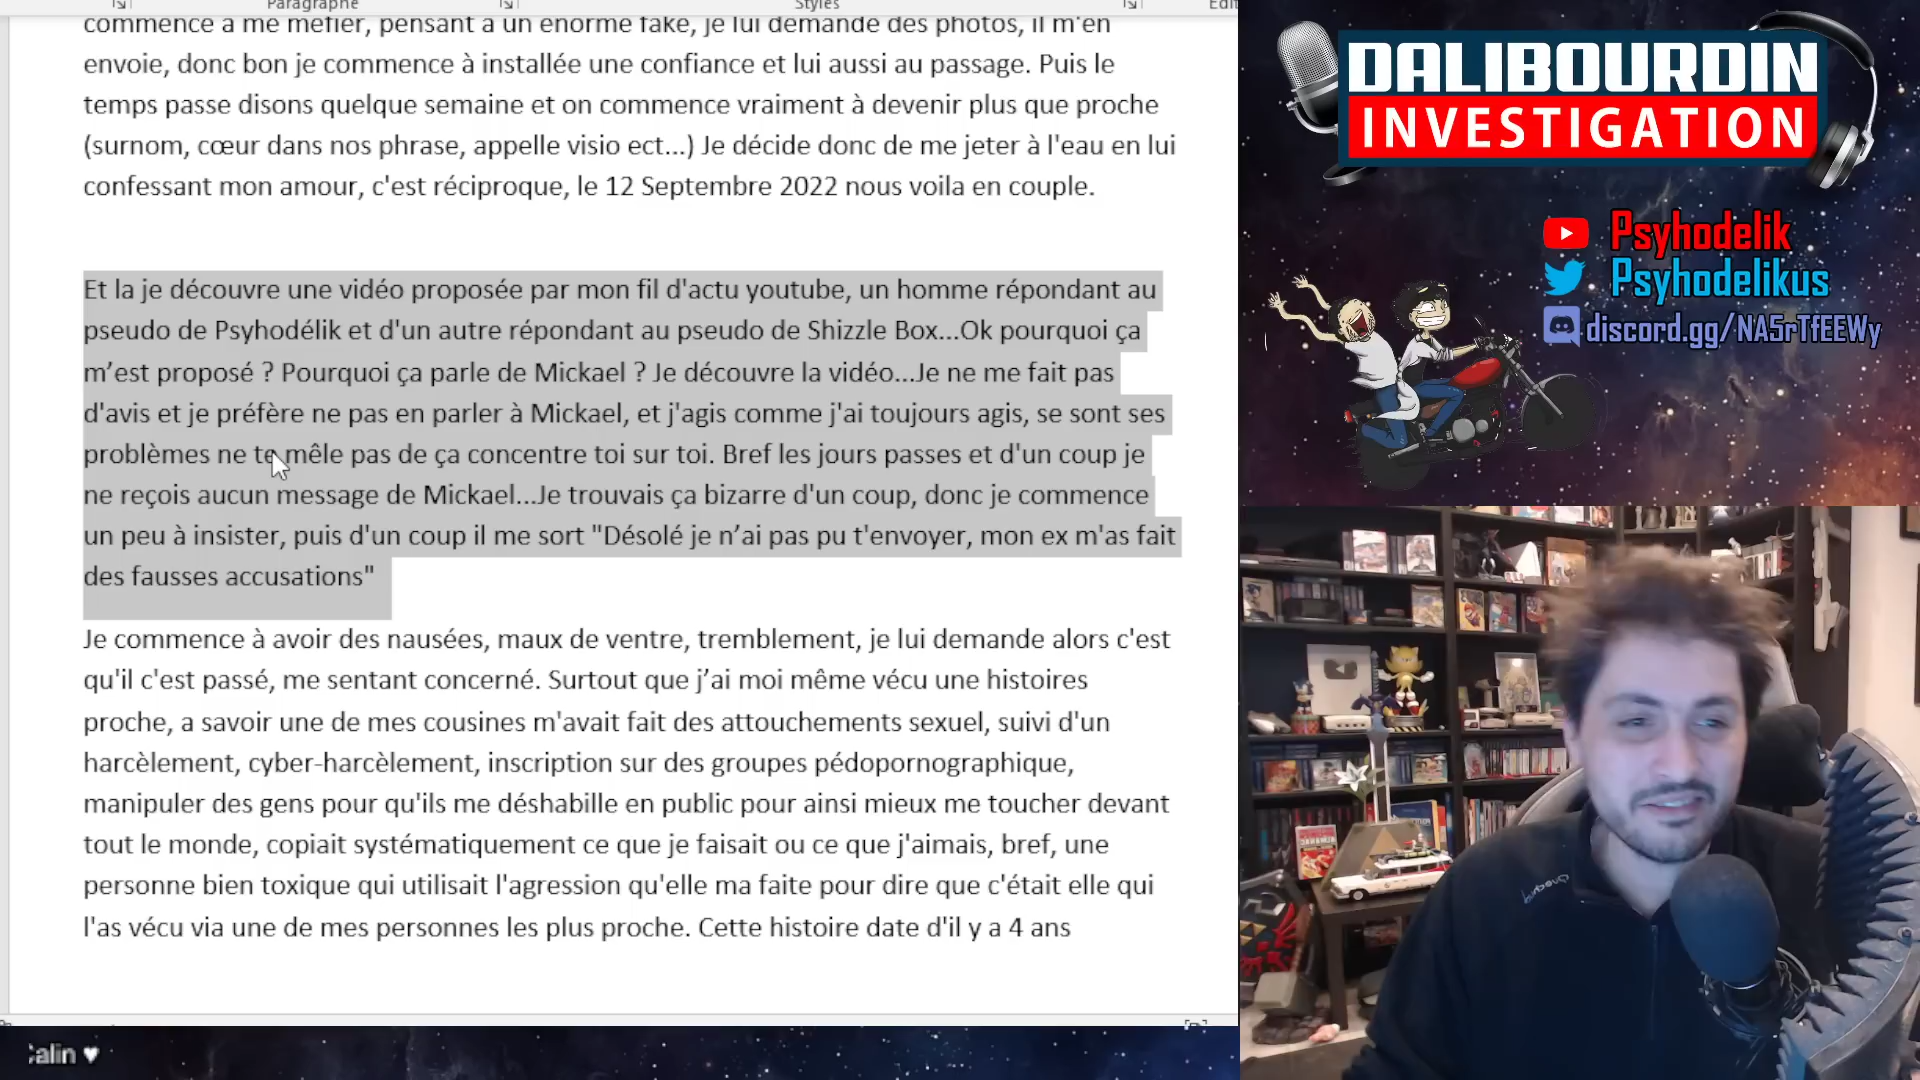 Paragraphe
Styles
commence à me méfier, pensant à un énorme fake, je lui demande des photos, il m'en
envoie, donc bon je commence à installée une confiance et lui aussi au passage. Puis le
temps passe disons quelque semaine et on commence vraiment à devenir plus que proche
(surnom, cœur dans nos phrase, appelle visio ect...) Je décide donc de me jeter à l'eau en lui
confessant mon amour, c'est réciproque, le 12 Septembre 2022 nous voila en couple.
Et la je découvre une vidéo proposée par mon fil d'actu youtube, un homme répondant au
pseudo de Psyhodélik et d'un autre répondant au pseudo de Shizzle Box...Ok pourquoi ça
m’est proposé ? Pourquoi ça parle de Mickael ? Je découvre la vidéo...Je ne me fait pas
d'avis et je préfère ne pas en parler à Mickael, et j'agis comme j'ai toujours agis, se sont ses
problèmes ne te mêle pas de ça concentre toi sur toi. Bref les jours passes et d'un coup je
ne reçois aucun message de Mickael...Je trouvais ça bizarre d'un coup, donc je commence
un peu à insister, puis d'un coup il me sort "Désolé je n’ai pas pu t'envoyer, mon ex m'as fait
des fausses accusations"
Je commence à avoir des nausées, maux de ventre, tremblement, je lui demande alors c'est
qu'il c'est passé, me sentant concerné. Surtout que j’ai moi même vécu une histoires
proche, a savoir une de mes cousines m'avait fait des attouchements sexuel, suivi d'un
harcèlement, cyber-harcèlement, inscription sur des groupes pédopornographique,
manipuler des gens pour qu'ils me déshabille en public pour ainsi mieux me toucher devant
tout le monde, copiait systématiquement ce que je faisait ou ce que j'aimais, bref, une
personne bien toxique qui utilisait l'agression qu'elle ma faite pour dire que c'était elle qui
l'as vécu via une de mes personnes les plus proche. Cette histoire date d'il y a 4 ans
alin ♥
DALIBOURDIN
INVESTIGATION
Psyhodelik
Psyhodelikus
discord.gg/NA5rTfEEWy